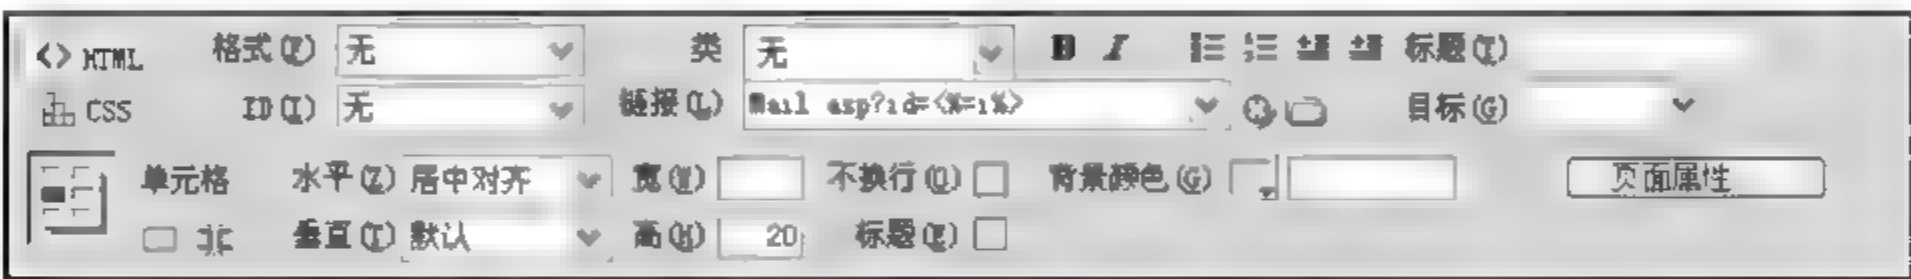 <> HTML 格式(F) 无 类 无 B I 标题(T)
CSS ID(I) 无 链接(L) Mail asp?id=<%=i%> 目标(G)
单元格 水平(Z) 居中对齐 宽(W) 不换行(O) 背景颜色(G) 页面属性
垂直(T) 默认 高(H) 20 标题(E)